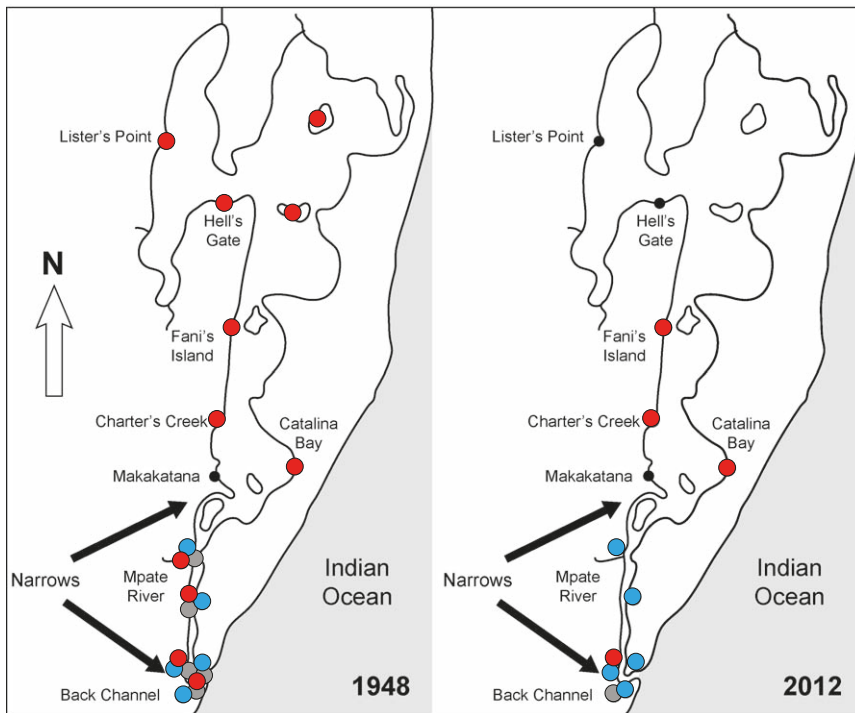 Lister's Point
Hell's
Gate
N
Fani's
Island
Charter's Creek
Catalina
Bay
Makakatana
Narrows
Mpate
River
Indian
Ocean
Back Channel
1948
Lister's Point
Hell's
Gate
Fani's
Island
Charter's Creek
Catalina
Bay
Makakatana
Narrows
Mpate
River
Indian
Ocean
Back Channel
2012